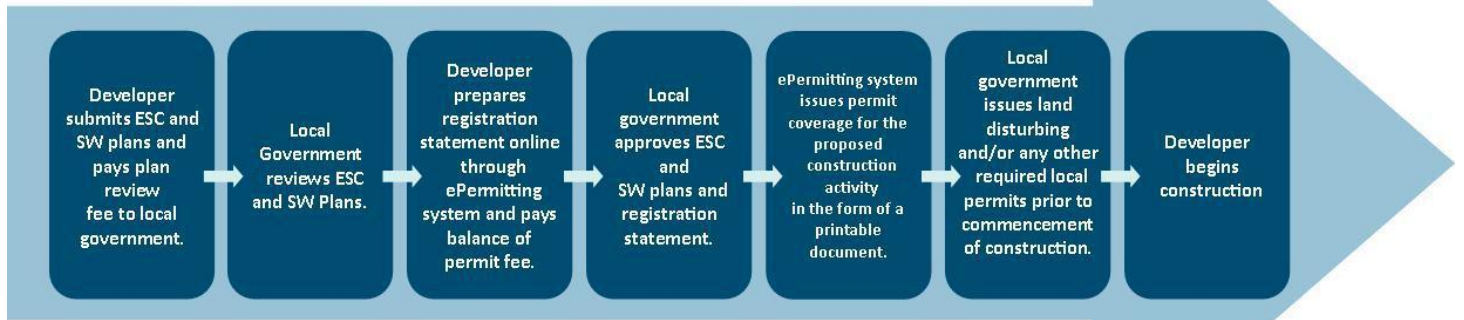 Developer
submits ESC and
SW plans and
pays plan
review
fee to local
government.
Local
Government
reviews ESC
and SW Plans.
Developer
prepares
registration
statement online
through
ePermitting
system and pays
balance of
permit fee.
Local
government
approves ESC
and
SW plans and
registration
statement.
ePermitting system
issues permit
coverage for the
proposed
construction
activity
in the form of a
printable
document.
Local
government
issues land
disturbing
and/or any other
required local
permits prior to
commencement
of construction.
Developer
begins
construction